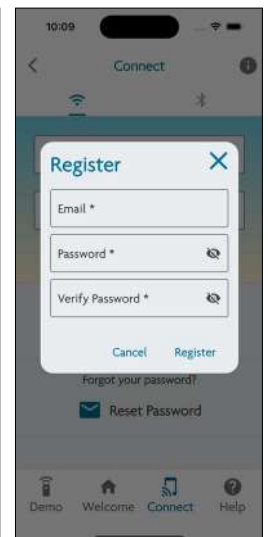 10:09
Connect
Register
Email *
Password *
Verify Password *
Cancel Register
Forgot your password?
Reset Password
Demo Welcome Connect Help